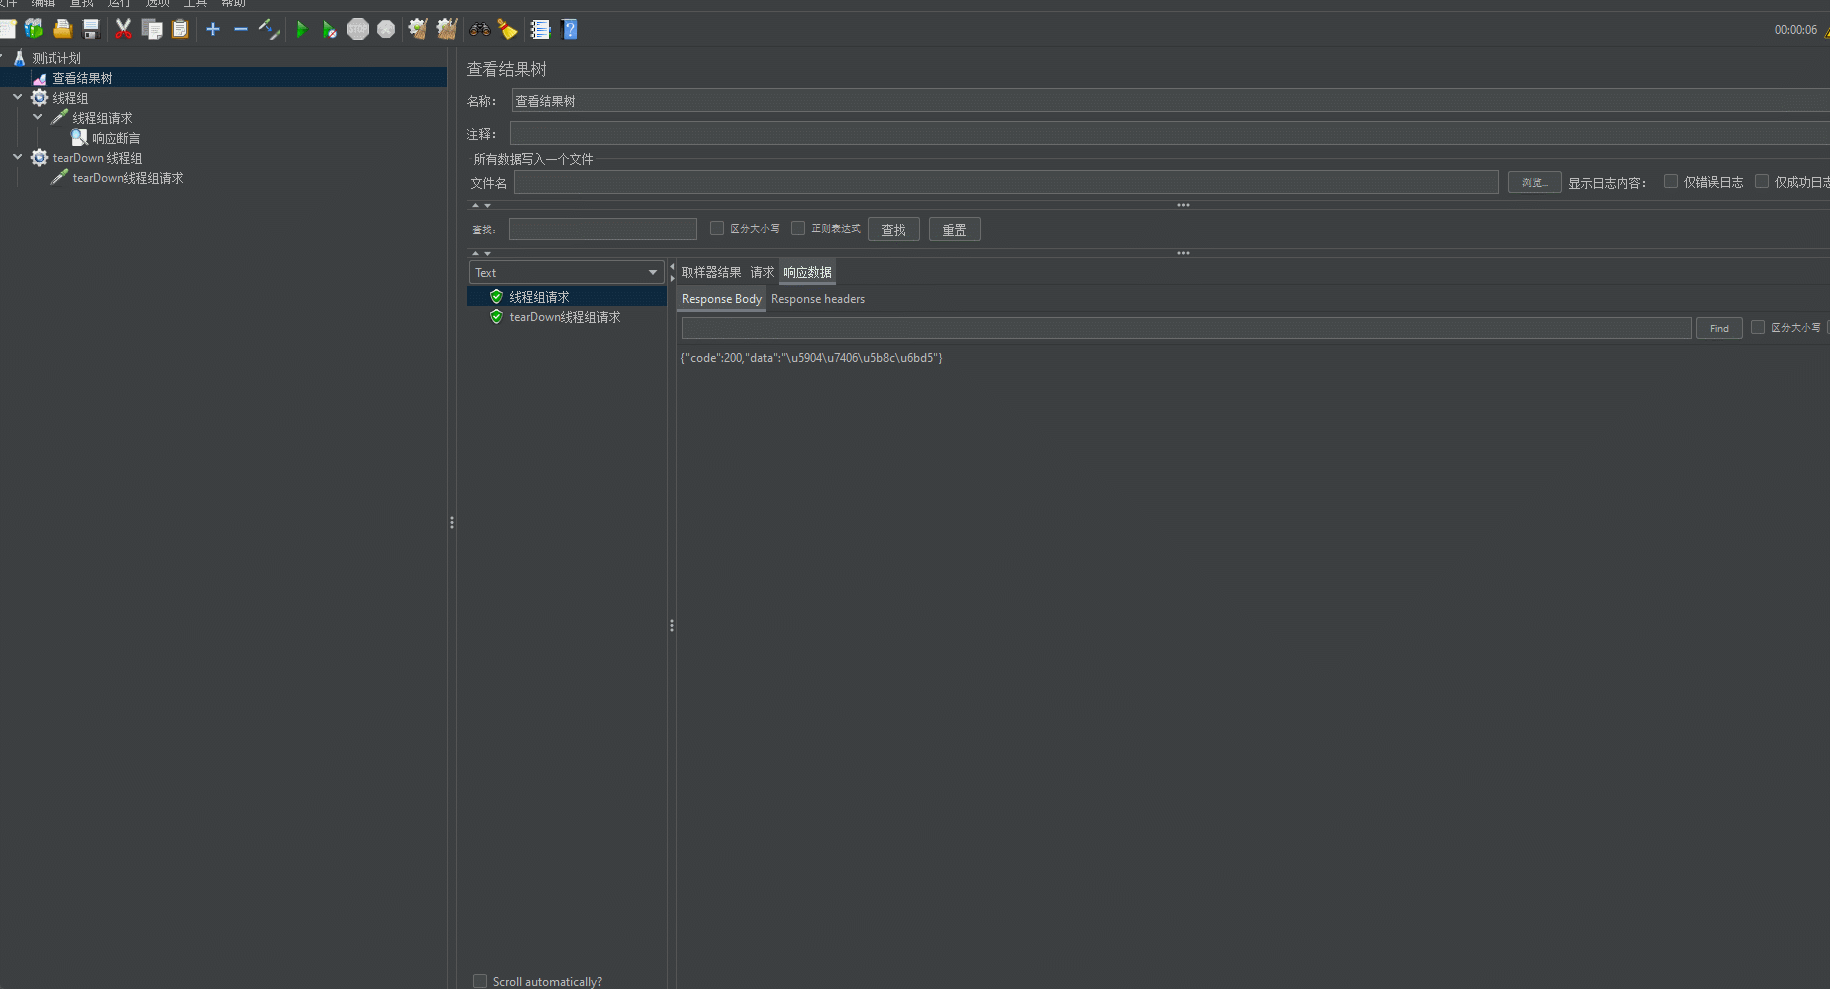 文件 编辑 查找 运行 选项 工具 帮助
STOP
00:00:06
测试计划
查看结果树
线程组
线程组请求
响应断言
tearDown 线程组
tearDown线程组请求
查看结果树
名称： 查看结果树
注释：
所有数据写入一个文件
文件名 浏览... 显示日志内容： 仅错误日志 仅成功日志
查找: 区分大小写 正则表达式 查找 重置
Text
线程组请求
tearDown线程组请求
取样器结果 请求 响应数据
Response Body Response headers
Find 区分大小写
{"code":200,"data":"\u5904\u7406\u5b8c\u6bd5"}
Scroll automatically?